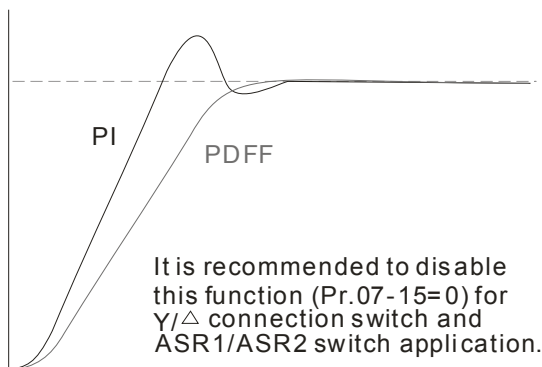 PI
PDFF
It is recommended to disable
this function (Pr.07-15=0) for
Y/△ connection switch and
ASR1/ASR2 switch application.